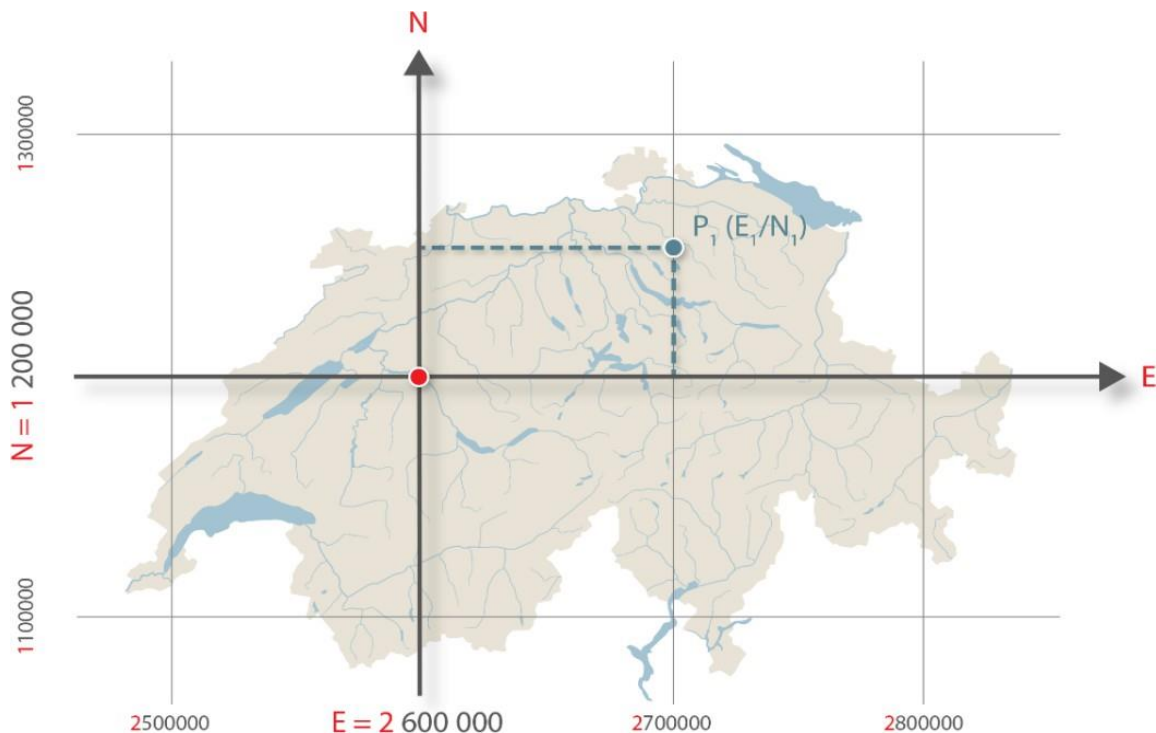 N
1300000
P₁ (E₁/N₁)
N = 1 200 000
E
1100000
2500000
E = 2 600 000
2700000
2800000